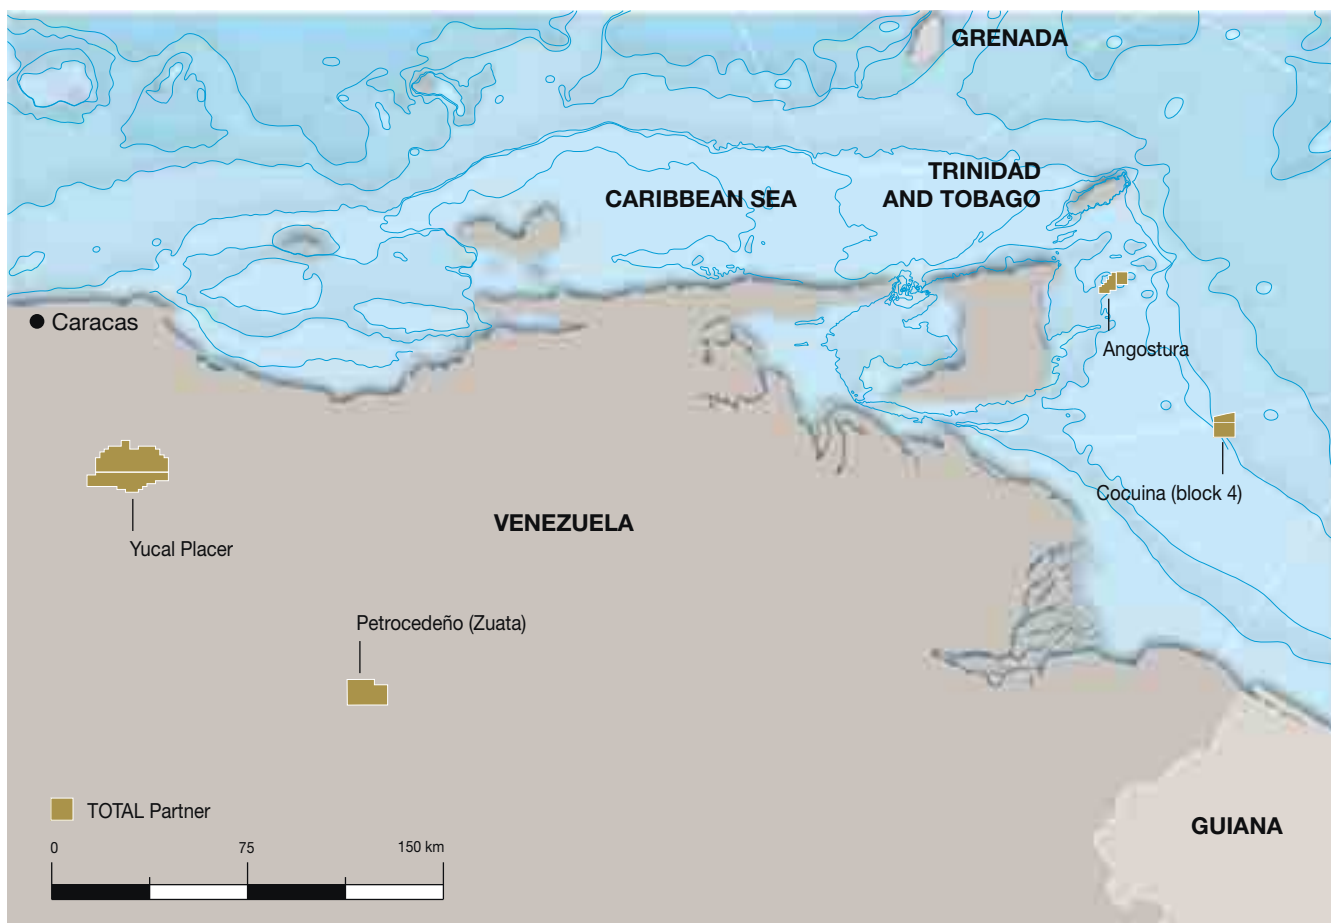 GRENADA
TRINIDAD
AND TOBAGO
CARIBBEAN SEA
Caracas
Angostura
Cocuina (block 4)
VENEZUELA
Yucal Placer
Petrocedeño (Zuata)
TOTAL Partner
GUIANA
0 75 150 km